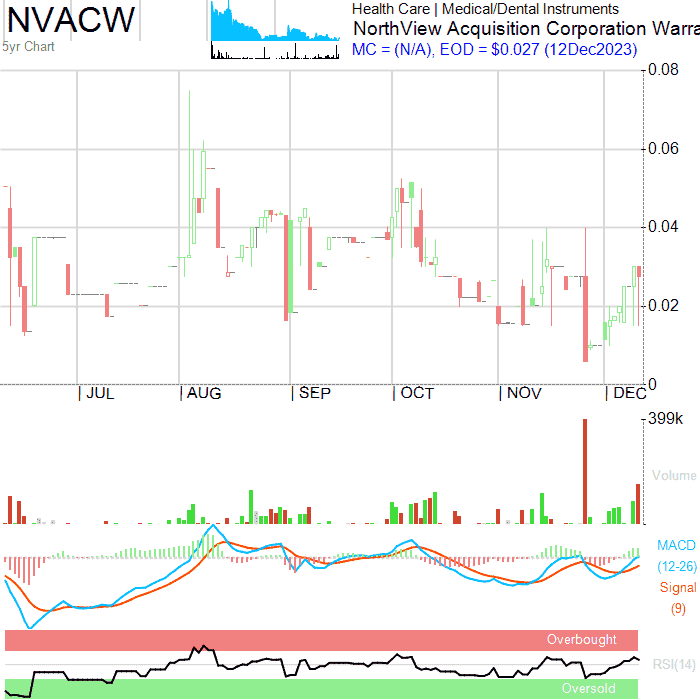 NVACW
5yr Chart
Health Care | Medical/Dental Instruments
NorthView Acquisition Corporation Warra
MC = (N/A), EOD = $0.027 (12Dec2023)
0.08
0.06
0.04
0.02
0
JUL
AUG
SEP
OCT
NOV
DEC
399k
Volume
MACD
(12-26)
Signal
(9)
Overbought
RSI(14)
Oversold